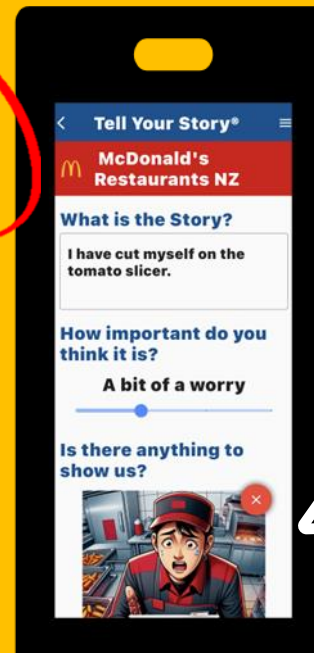 Tell Your Story®
McDonald's
Restaurants NZ
What is the Story?
I have cut myself on the
tomato slicer.
How important do you
think it is?
A bit of a worry
Is there anything to
show us?